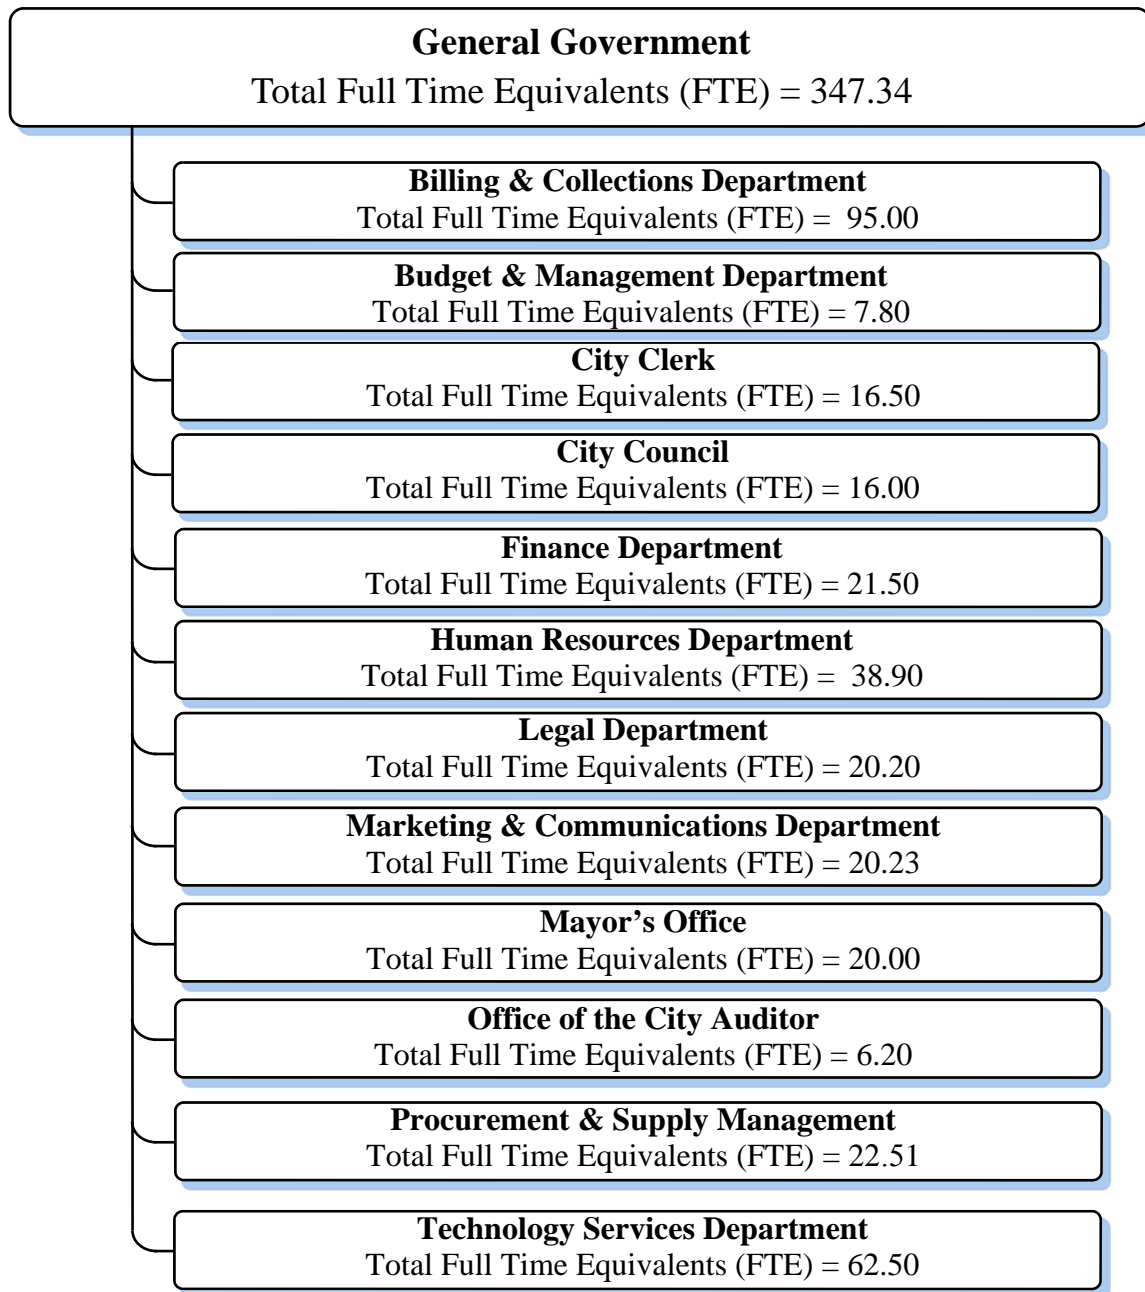 General Government
Total Full Time Equivalents (FTE) = 347.34
Billing & Collections Department
Total Full Time Equivalents (FTE) = 95.00
Budget & Management Department
Total Full Time Equivalents (FTE) = 7.80
City Clerk
Total Full Time Equivalents (FTE) = 16.50
City Council
Total Full Time Equivalents (FTE) = 16.00
Finance Department
Total Full Time Equivalents (FTE) = 21.50
Human Resources Department
Total Full Time Equivalents (FTE) = 38.90
Legal Department
Total Full Time Equivalents (FTE) = 20.20
Marketing & Communications Department
Total Full Time Equivalents (FTE) = 20.23
Mayor’s Office
Total Full Time Equivalents (FTE) = 20.00
Office of the City Auditor
Total Full Time Equivalents (FTE) = 6.20
Procurement & Supply Management
Total Full Time Equivalents (FTE) = 22.51
Technology Services Department
Total Full Time Equivalents (FTE) = 62.50